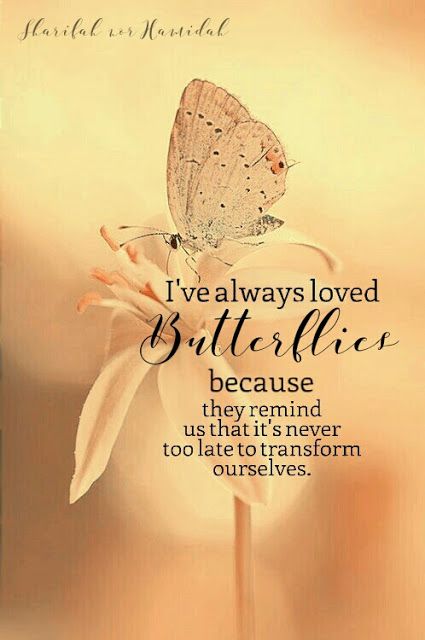 Sharifah nor Hamidah
I've always loved
Butterflies
because
they remind
us that it's never
too late to transform
ourselves.